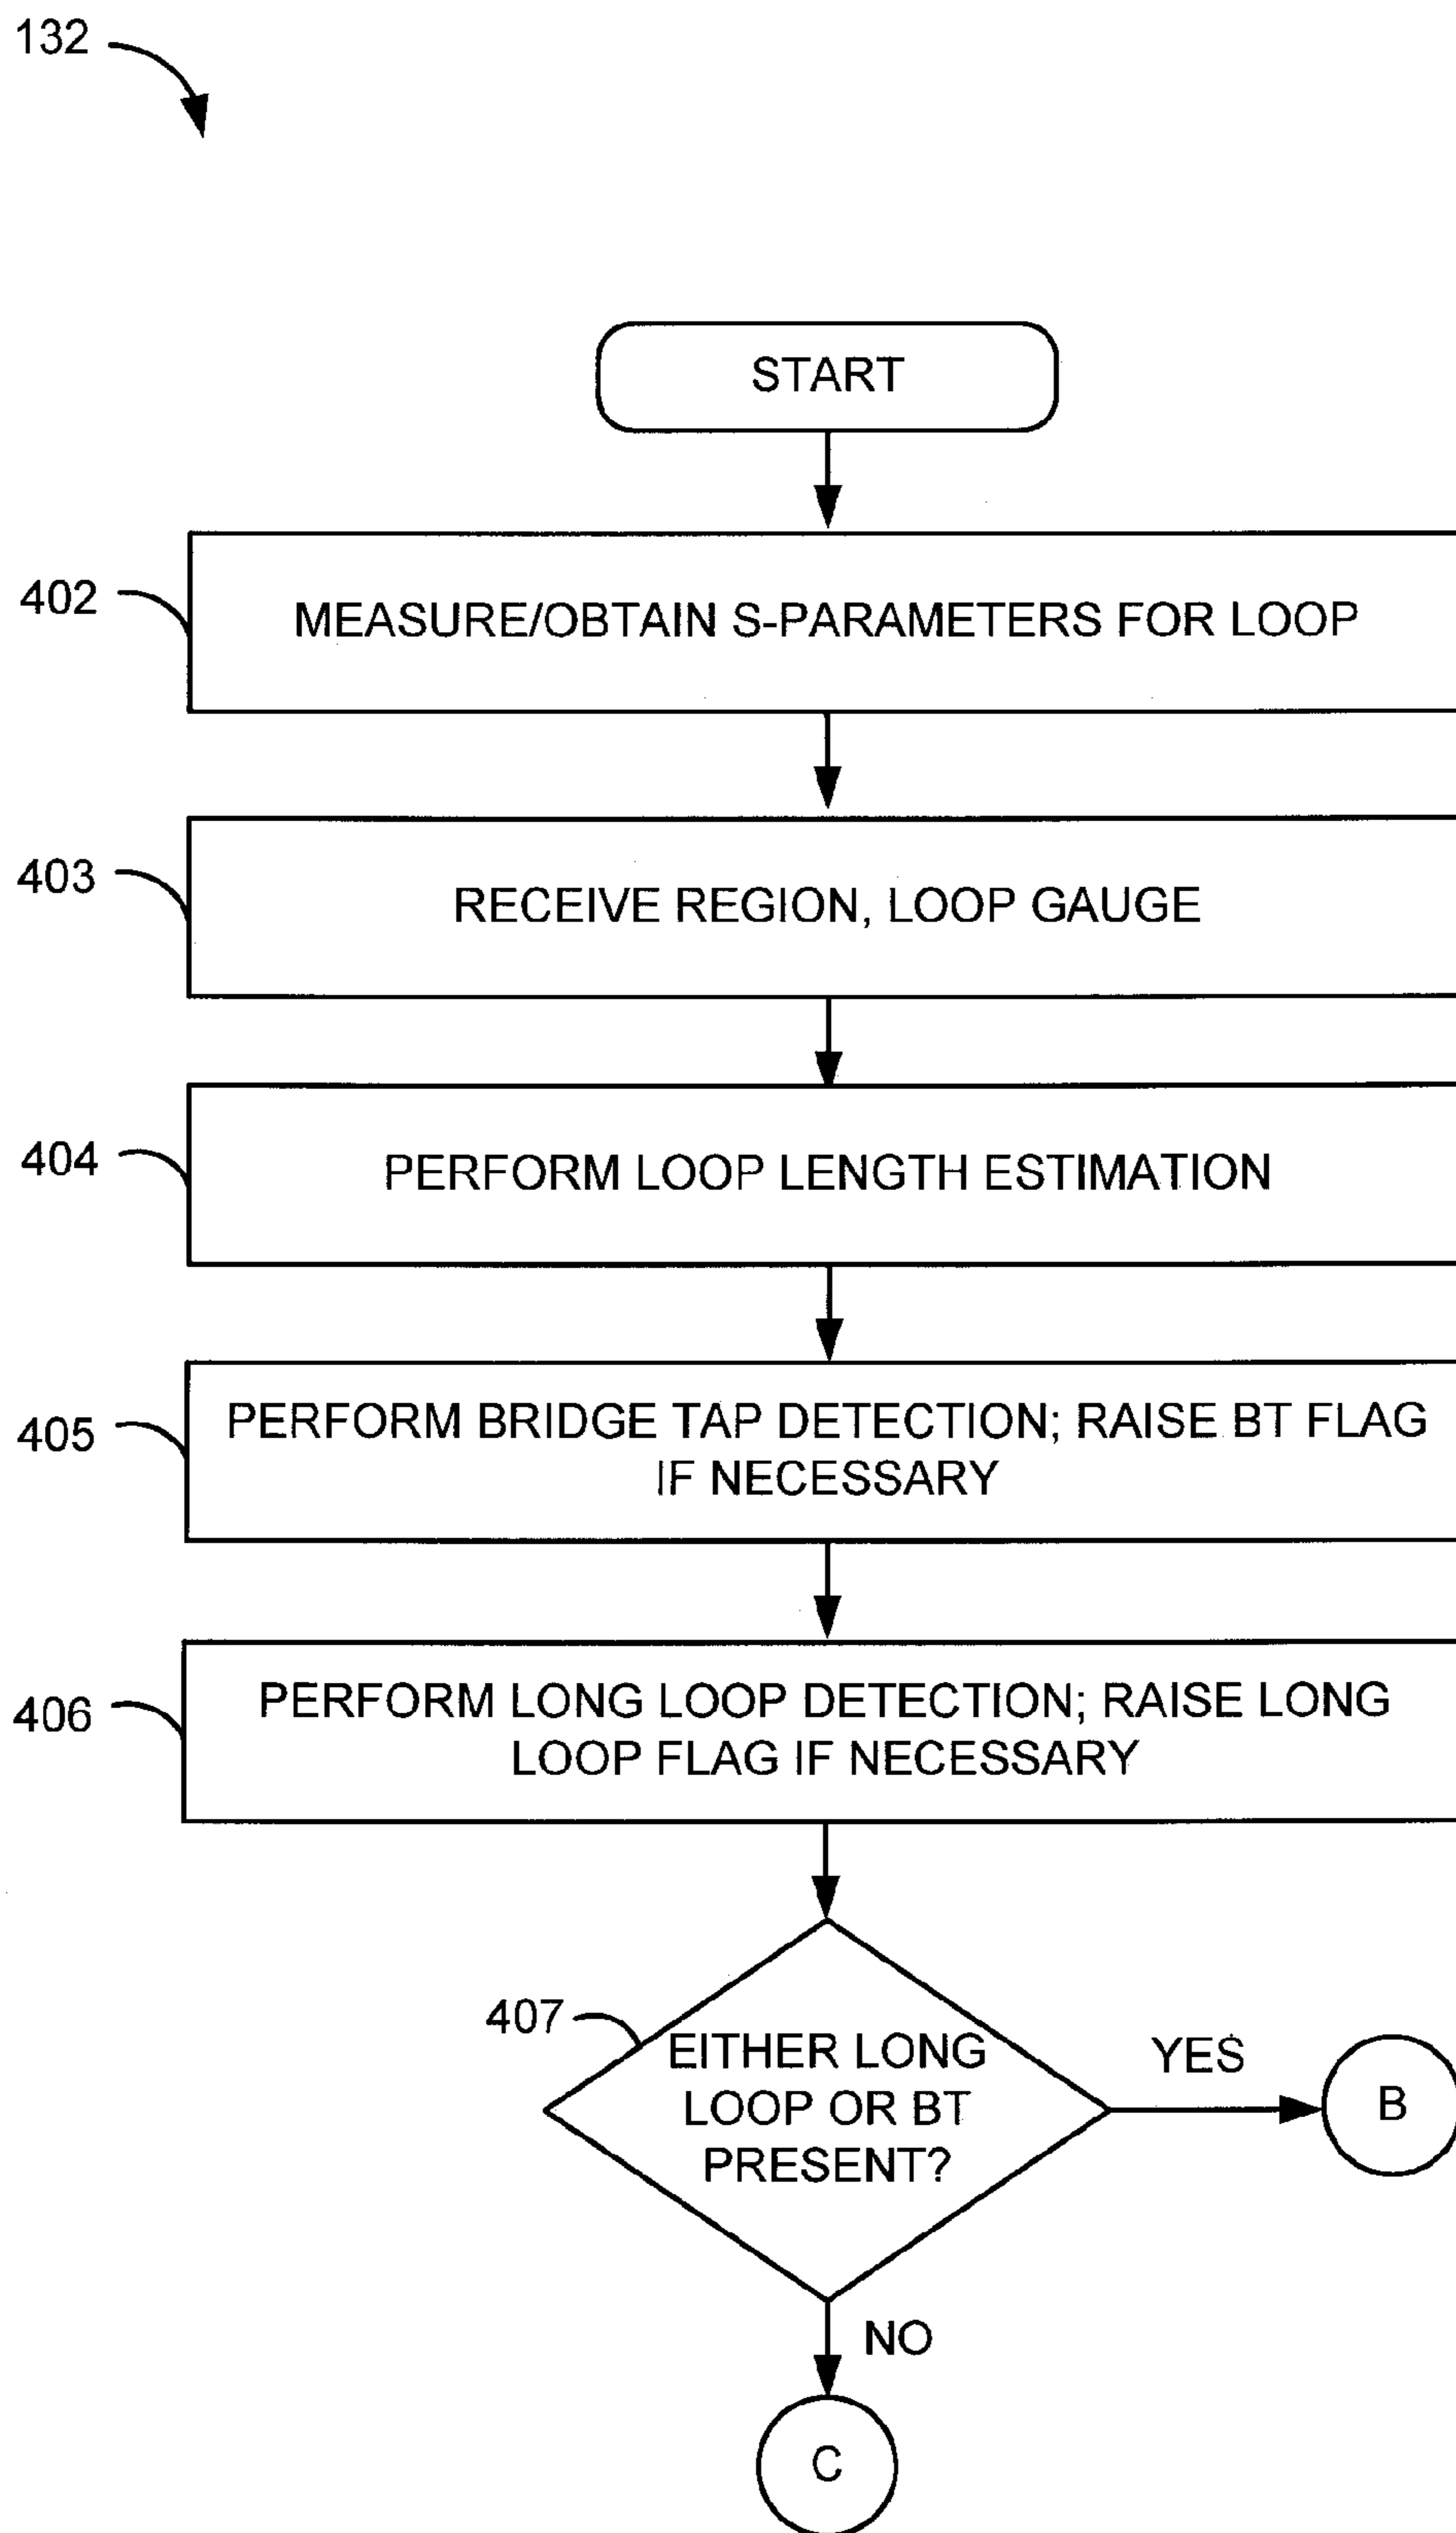 132
START
402
MEASURE/OBTAIN S-PARAMETERS FOR LOOP
403
RECEIVE REGION, LOOP GAUGE
404
PERFORM LOOP LENGTH ESTIMATION
405
PERFORM BRIDGE TAP DETECTION; RAISE BT FLAG
IF NECESSARY
406
PERFORM LONG LOOP DETECTION; RAISE LONG
LOOP FLAG IF NECESSARY
407
EITHER LONG
LOOP OR BT
PRESENT?
YES
B
NO
C